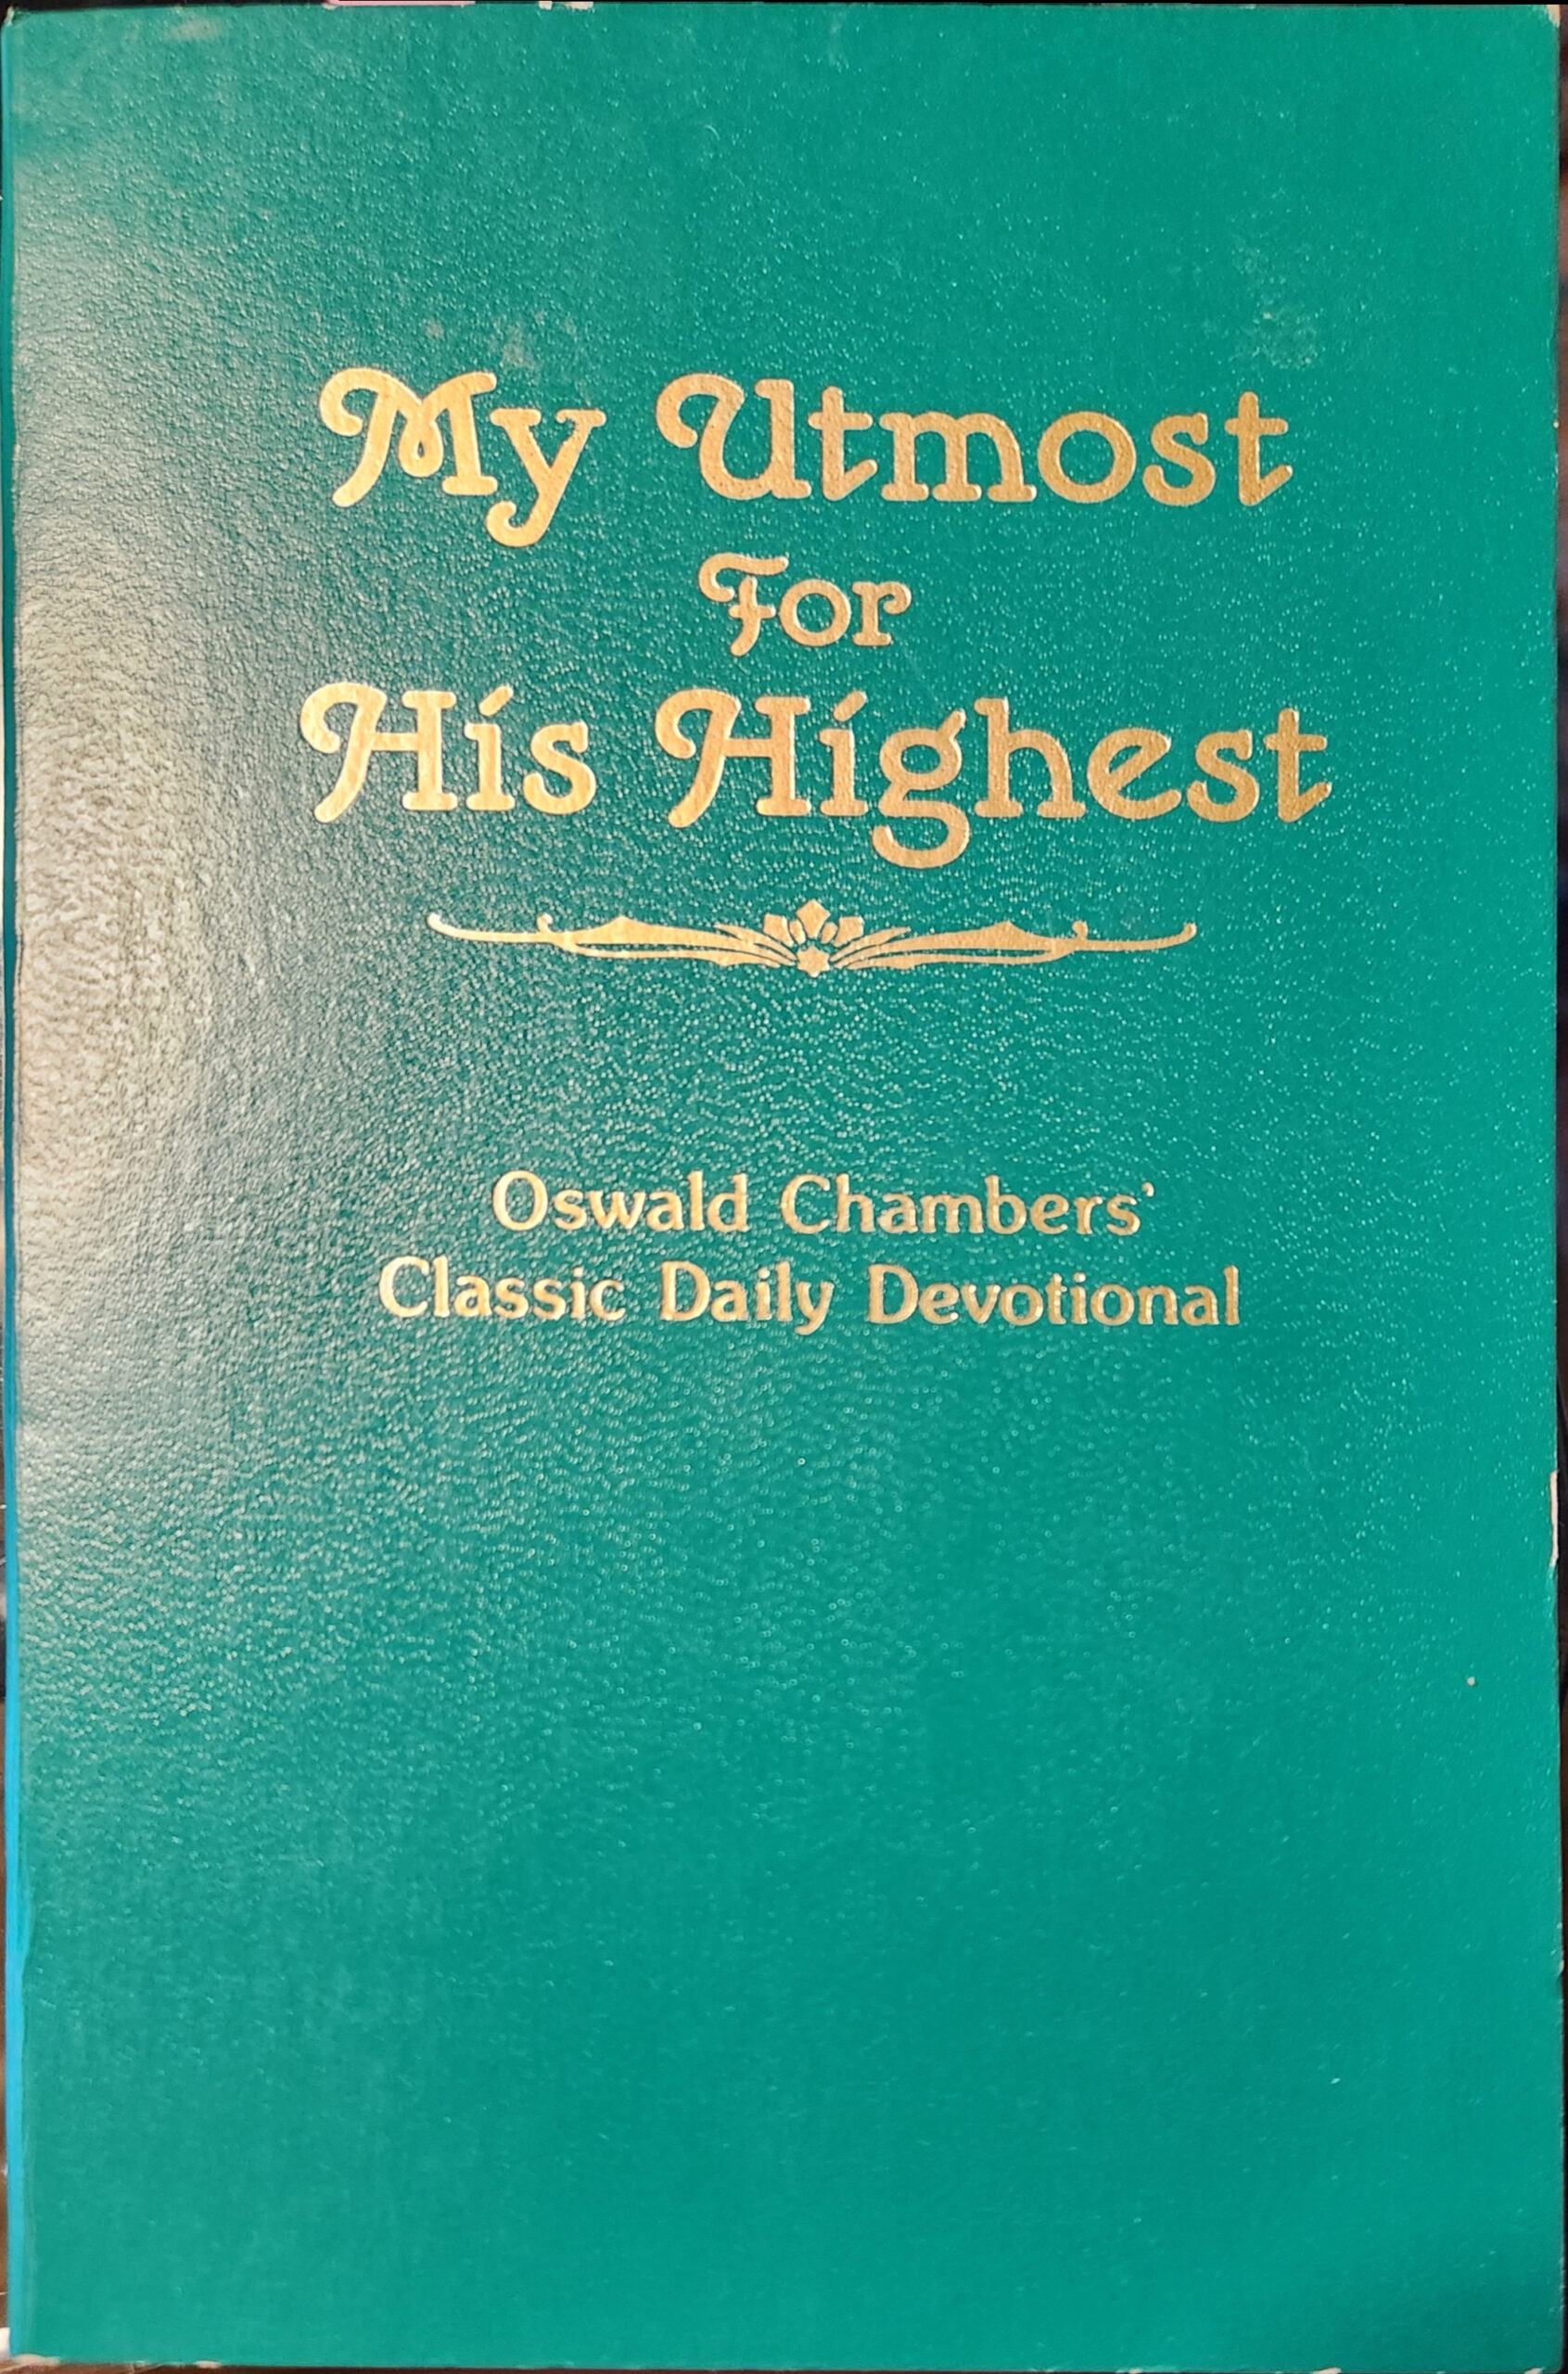 My Utmost
For
His Highest
Oswald Chambers'
Classic Daily Devotional